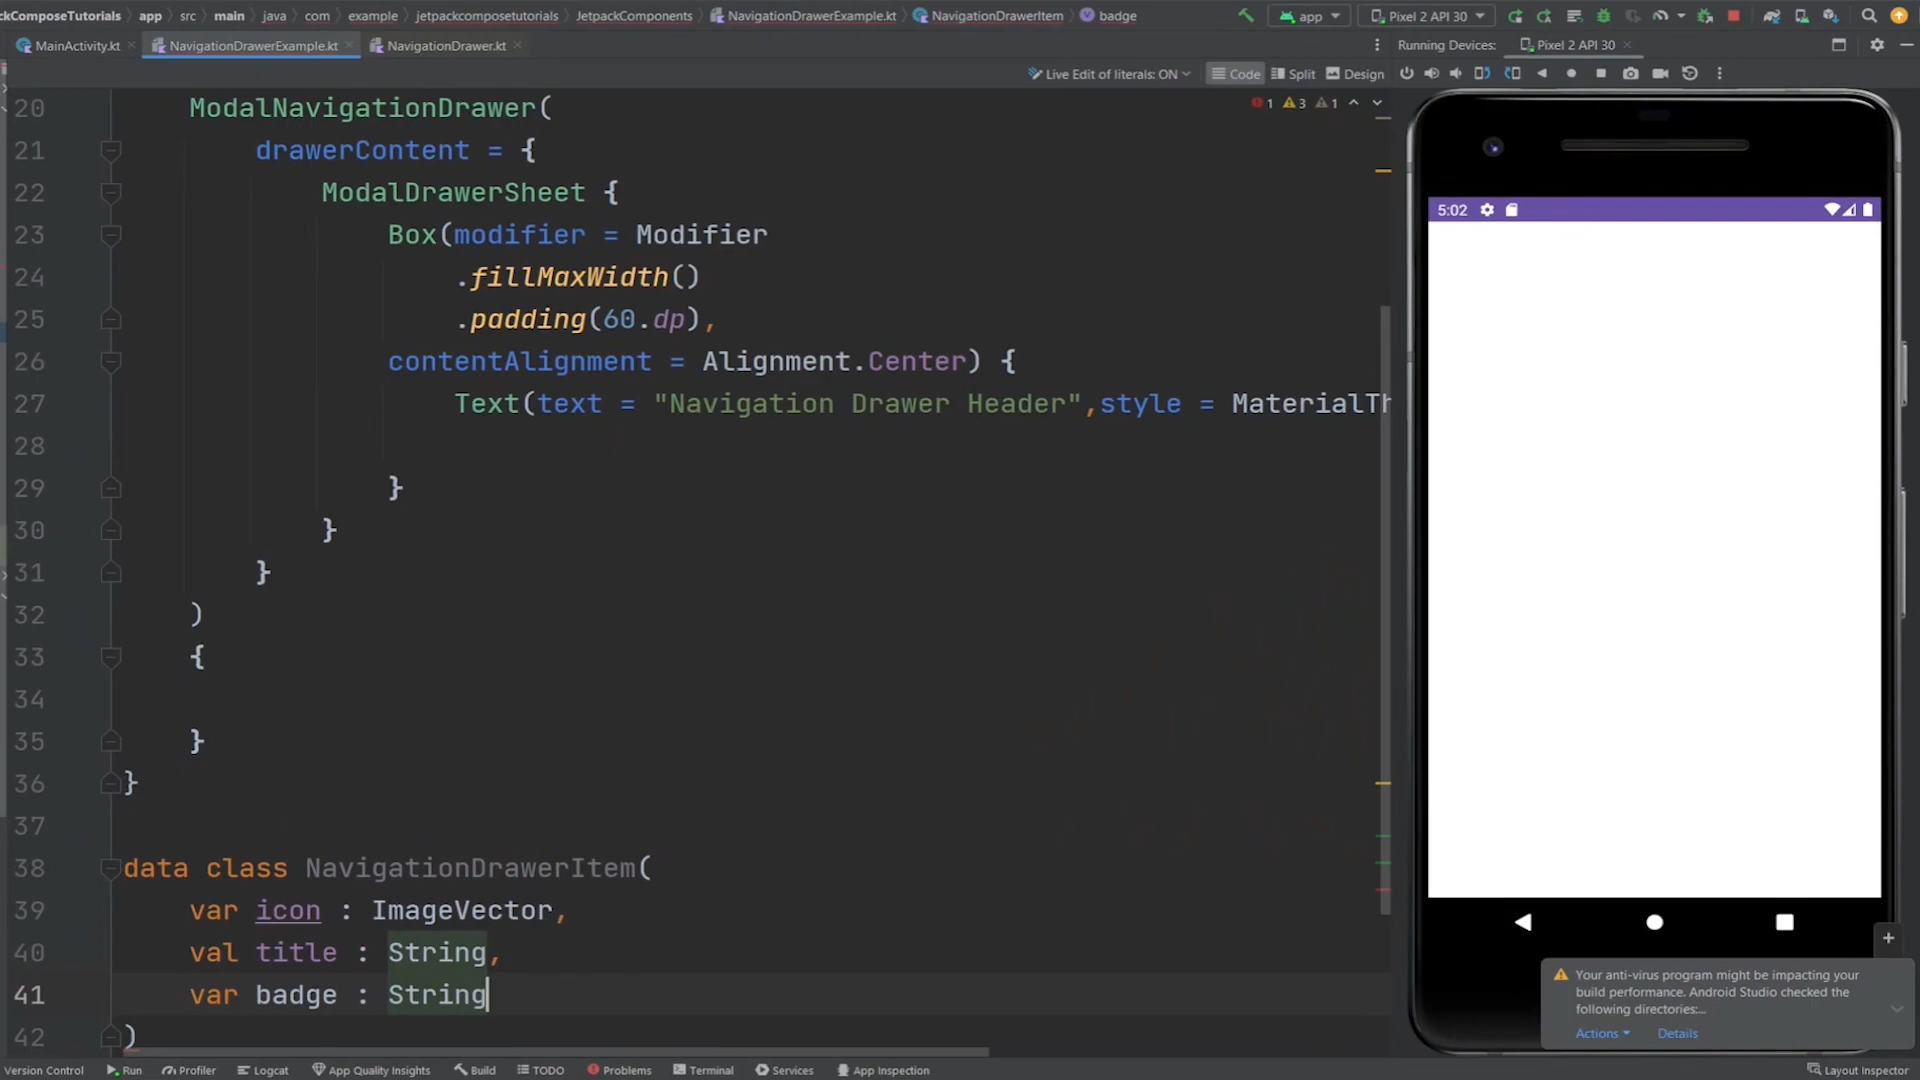 ckComposeTutorials app src main java com example jetpackcomposetutorials JetpackComponents NavigationDrawerExample.kt NavigationDrawerItem badge app Pixel 2 API 30
MainActivity.kt NavigationDrawerExample.kt NavigationDrawer.kt Running Devices: Pixel 2 API 30
Live Edit of literals: ON Code Split Design
1 3 1
20 ModalNavigationDrawer(
21 drawerContent = {
22 ModalDrawerSheet {
23 Box(modifier = Modifier
24 .fillMaxWidth()
25 .padding(60.dp),
26 contentAlignment = Alignment.Center) {
27 Text(text = "Navigation Drawer Header",style = MaterialTh
28
29 }
30 }
31 }
32 )
33 {
34
35 }
36 }
37
38 data class NavigationDrawerItem(
39 var icon : ImageVector,
40 val title : String,
41 var badge : String
42 )
5:02
Your anti-virus program might be impacting your
build performance. Android Studio checked the
following directories:...
Actions Details
Version Control Run Profiler Logcat App Quality Insights Build TODO Problems Terminal Services App Inspection Layout Inspector